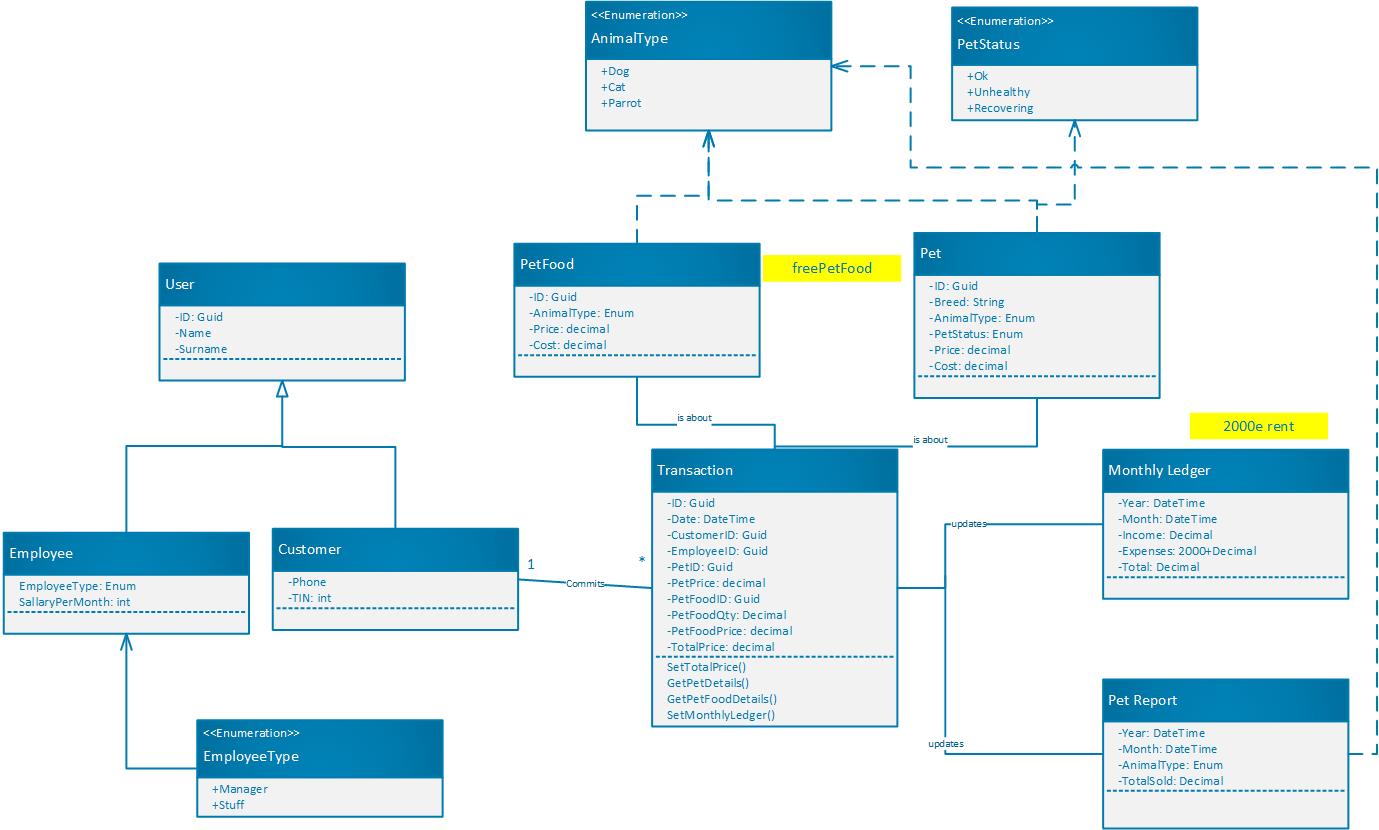 <<Enumeration>>
AnimalType
+Dog
+Cat
+Parrot
<<Enumeration>>
PetStatus
+Ok
+Unhealthy
+Recovering
User
-ID: Guid
-Name
-Surname
PetFood
-ID: Guid
-AnimalType: Enum
-Price: decimal
-Cost: decimal
freePetFood
Pet
-ID: Guid
-Breed: String
-AnimalType: Enum
-PetStatus: Enum
-Price: decimal
-Cost: decimal
is about
is about
2000e rent
Employee
EmployeeType: Enum
SallaryPerMonth: int
Customer
-Phone
-TIN: int
1
Commits
*
Transaction
-ID: Guid
-Date: DateTime
-CustomerID: Guid
-EmployeeID: Guid
-PetID: Guid
-PetPrice: decimal
-PetFoodID: Guid
-PetFoodQty: Decimal
-PetFoodPrice: decimal
-TotalPrice: decimal
SetTotalPrice()
GetPetDetails()
GetPetFoodDetails()
SetMonthlyLedger()
updates
Monthly Ledger
-Year: DateTime
-Month: DateTime
-Income: Decimal
-Expenses: 2000+Decimal
-Total: Decimal
updates
Pet Report
-Year: DateTime
-Month: DateTime
-AnimalType: Enum
-TotalSold: Decimal
<<Enumeration>>
EmployeeType
+Manager
+Stuff